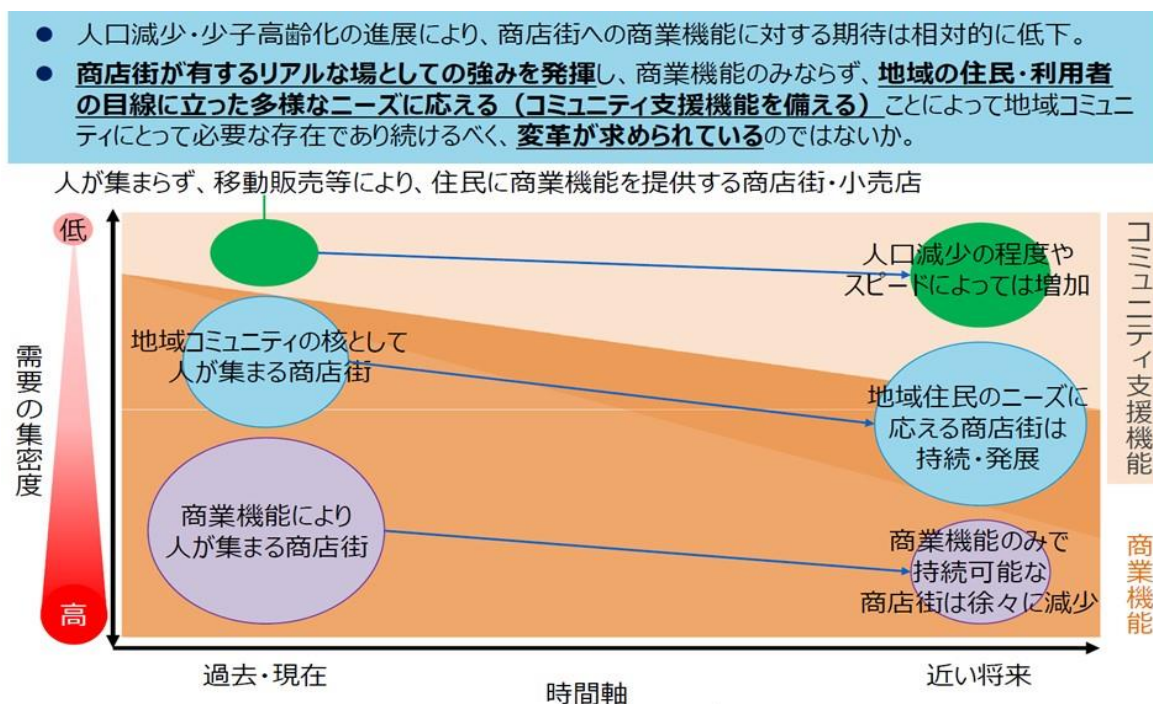 ● 人口減少・少子高齢化の進展により、商店街への商業機能に対する期待は相対的に低下。
● 商店街が有するリアルな場としての強みを発揮し、商業機能のみならず、地域の住民・利用者
の目線に立った多様なニーズに応える（コミュニティ支援機能を備える）ことによって地域コミュニ
ティにとって必要な存在であり続けるべく、変革が求められているのではないか。
人が集まらず、移動販売等により、住民に商業機能を提供する商店街・小売店
低
需要の集密度
高
人口減少の程度や
スピードによっては増加
地域コミュニティの核として
人が集まる商店街
地域住民のニーズに
応える商店街は
持続・発展
商業機能により
人が集まる商店街
商業機能のみで
持続可能な
商店街は徐々に減少
コミュニティ支援機能
商業機能
過去・現在
近い将来
時間軸